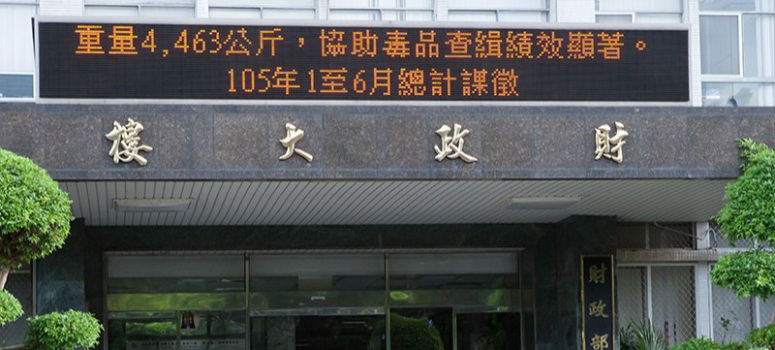 重量4,463公斤，協助毒品查緝績效顯著。
105年1至6月總計課徵
財政大樓
財政部